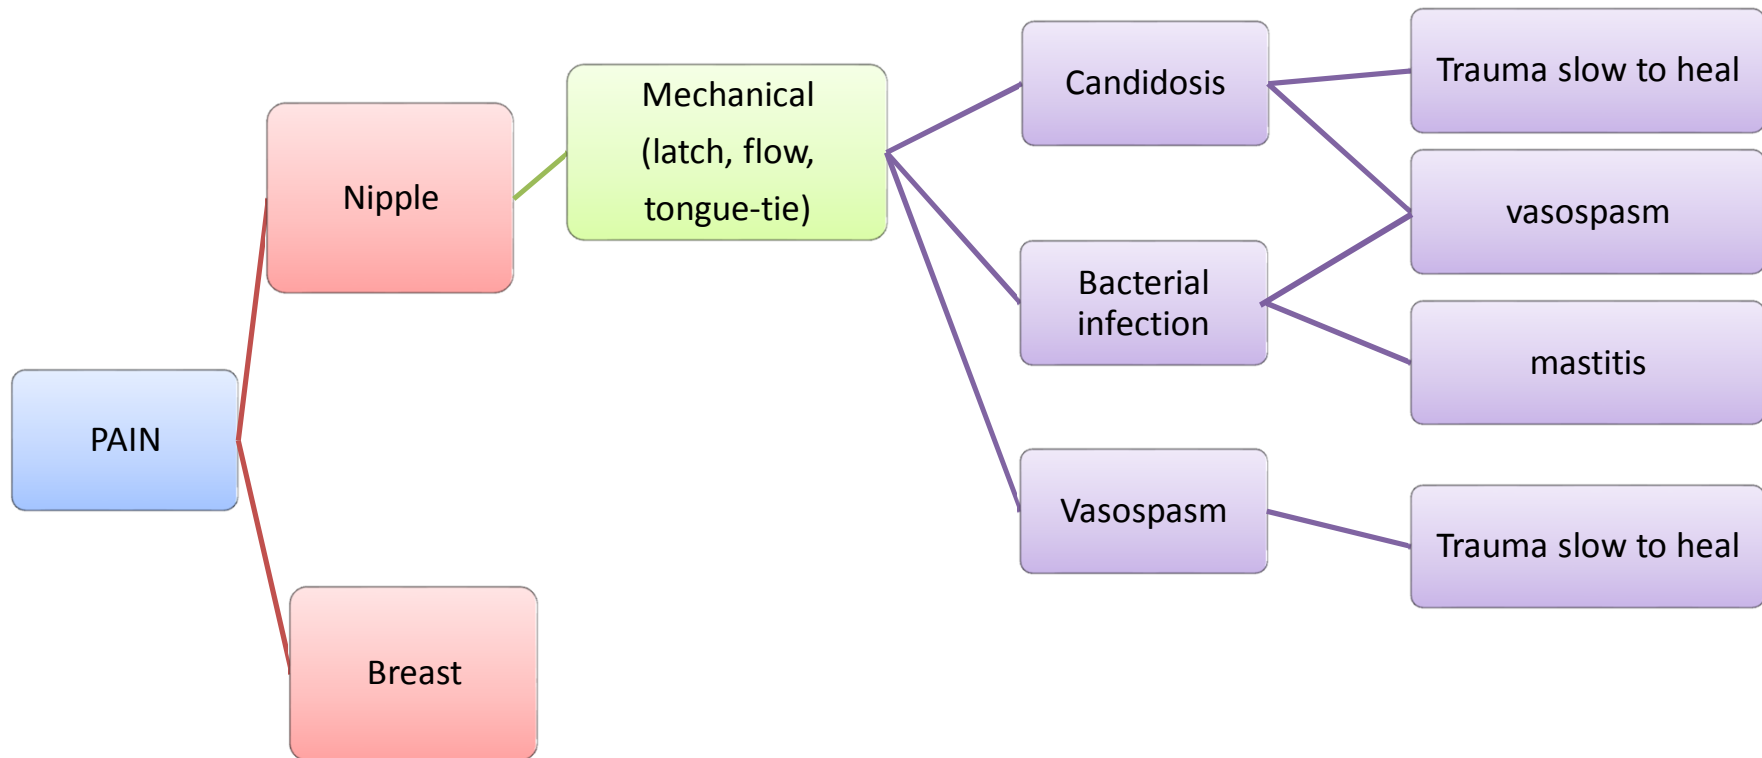 PAIN
Nipple
Breast
Mechanical
(latch, flow,
tongue-tie)
Candidosis
Bacterial
infection
Vasospasm
Trauma slow to heal
vasospasm
mastitis
Trauma slow to heal